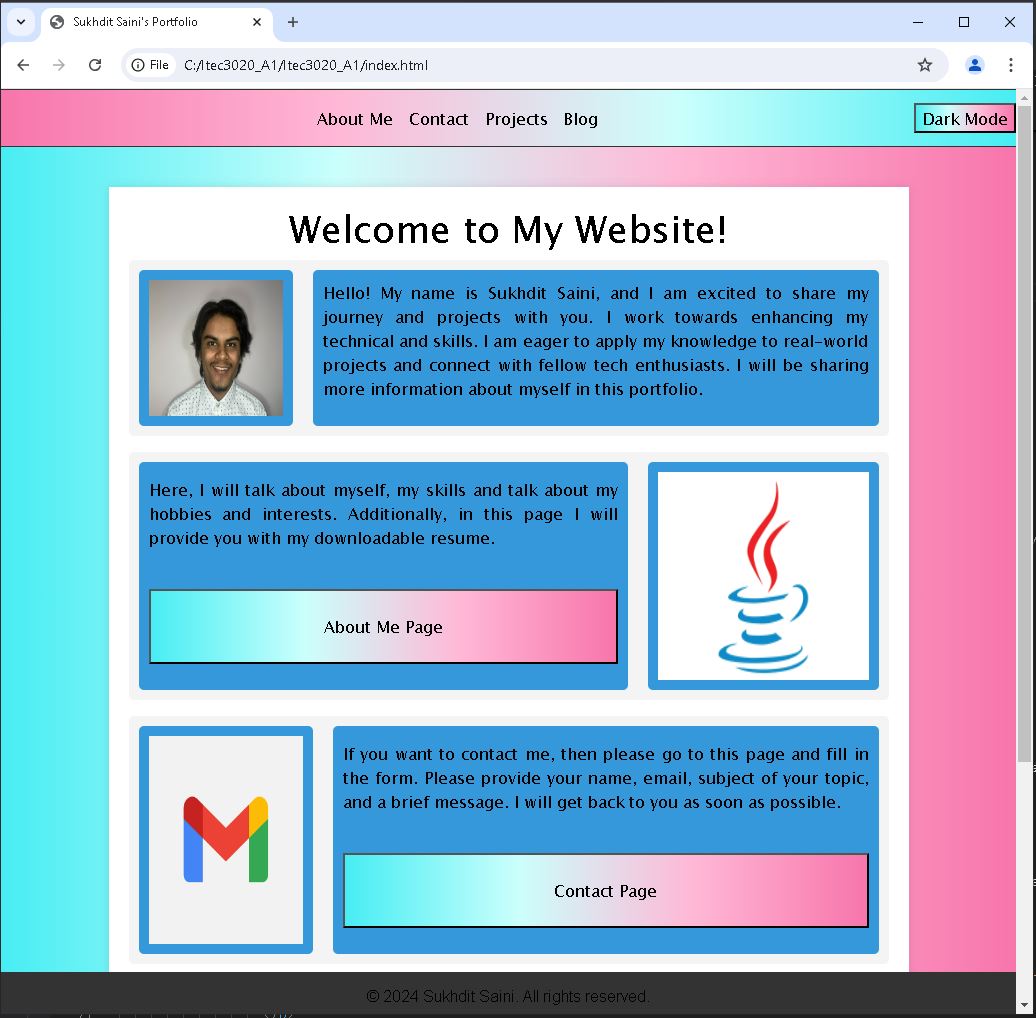 Sukhdit Saini's Portfolio
File C:/Itec3020_A1/Itec3020_A1/index.html
About Me Contact Projects Blog Dark Mode
Welcome to My Website!
Hello! My name is Sukhdit Saini, and I am excited to share my
journey and projects with you. I work towards enhancing my
technical and skills. I am eager to apply my knowledge to real-world
projects and connect with fellow tech enthusiasts. I will be sharing
more information about myself in this portfolio.
Here, I will talk about myself, my skills and talk about my
hobbies and interests. Additionally, in this page I will
provide you with my downloadable resume.
About Me Page
If you want to contact me, then please go to this page and fill in
the form. Please provide your name, email, subject of your topic,
and a brief message. I will get back to you as soon as possible.
Contact Page
© 2024 Sukhdit Saini. All rights reserved.